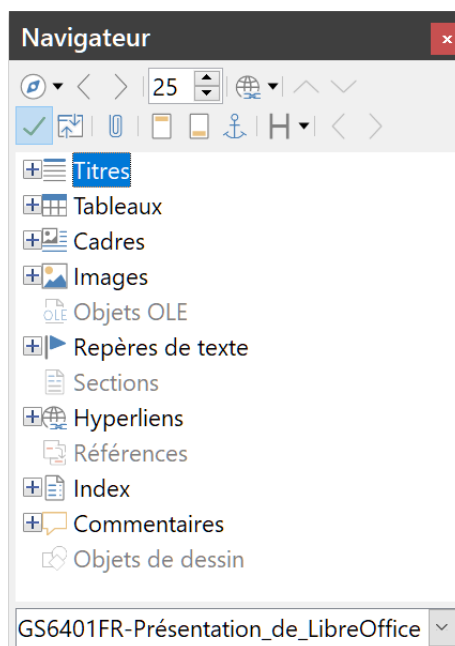 Navigateur
25
Titres
Tableaux
Cadres
Images
OLE Objets OLE
Repères de texte
Sections
Hyperliens
Références
Index
Commentaires
Objets de dessin
GS6401FR-Présentation_de_LibreOffice